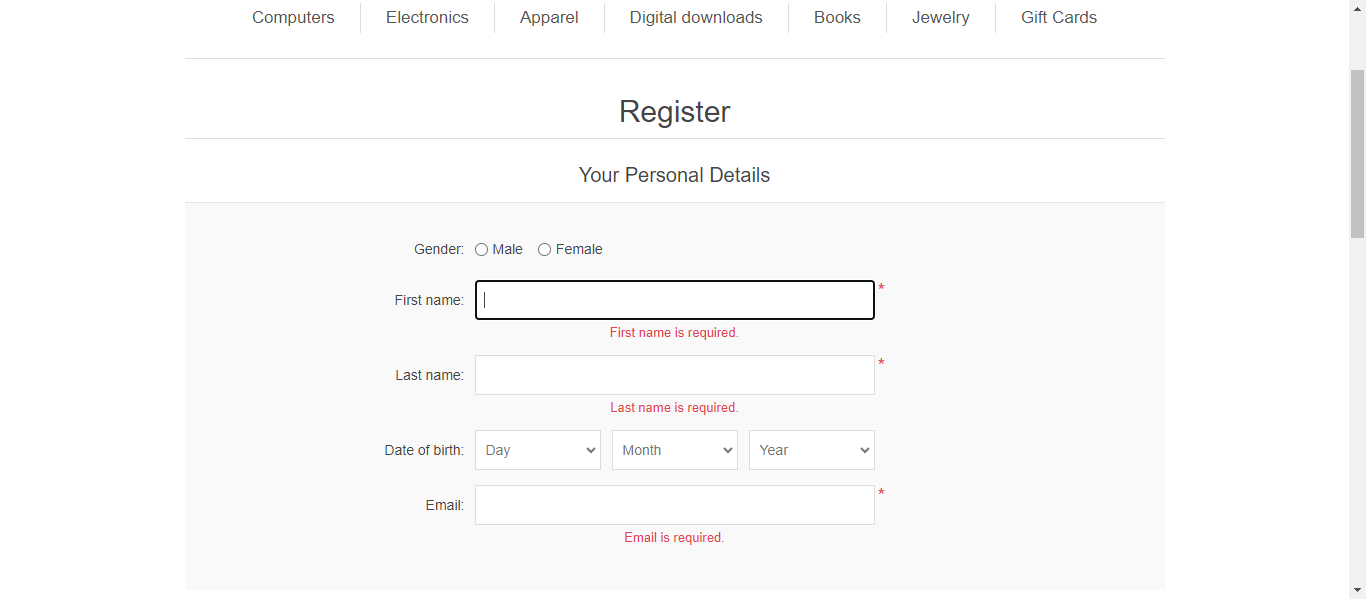 Computers Electronics Apparel Digital downloads Books Jewelry Gift Cards
Register
Your Personal Details
Gender: Male Female
First name: *
First name is required.
Last name: *
Last name is required.
Date of birth: Day Month Year
Email: *
Email is required.